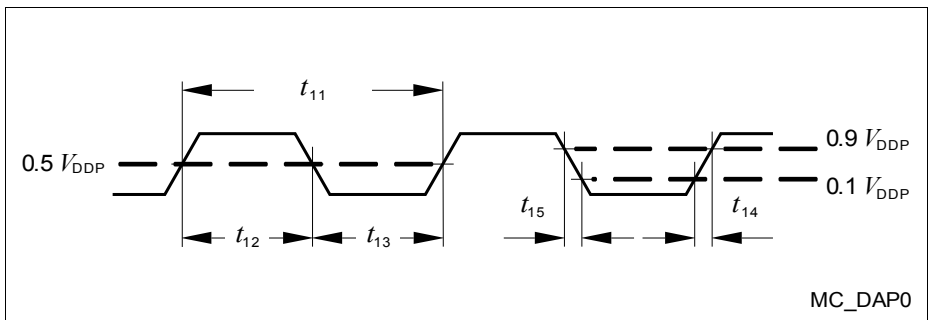 t11
0.5 VDDP
0.9 VDDP
0.1 VDDP
t15
t14
t12
t13
MC_DAP0